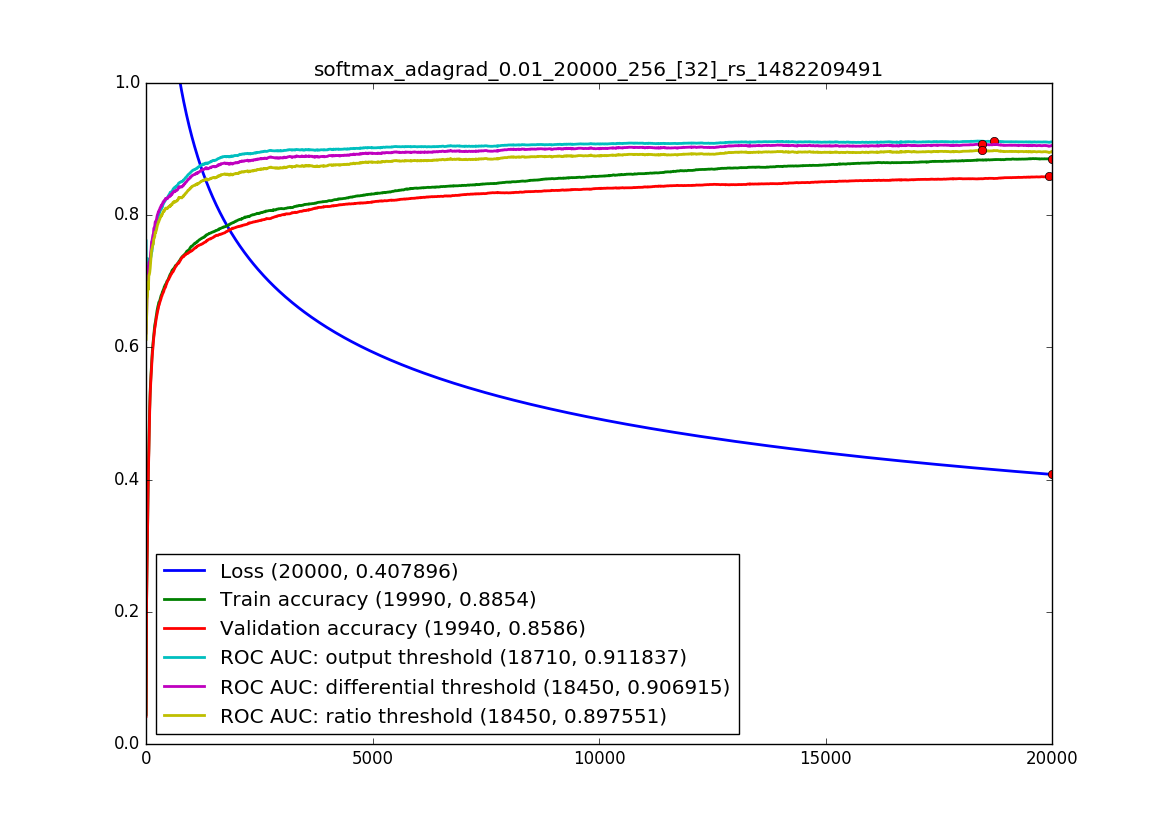 softmax_adagrad_0.01_20000_256_[32]_rs_1482209491
1.0
0.8
0.6
0.4
0.2
0.0
Loss (20000, 0.407896)
Train accuracy (19990, 0.8854)
Validation accuracy (19940, 0.8586)
ROC AUC: output threshold (18710, 0.911837)
ROC AUC: differential threshold (18450, 0.906915)
ROC AUC: ratio threshold (18450, 0.897551)
0 5000 10000 15000 20000